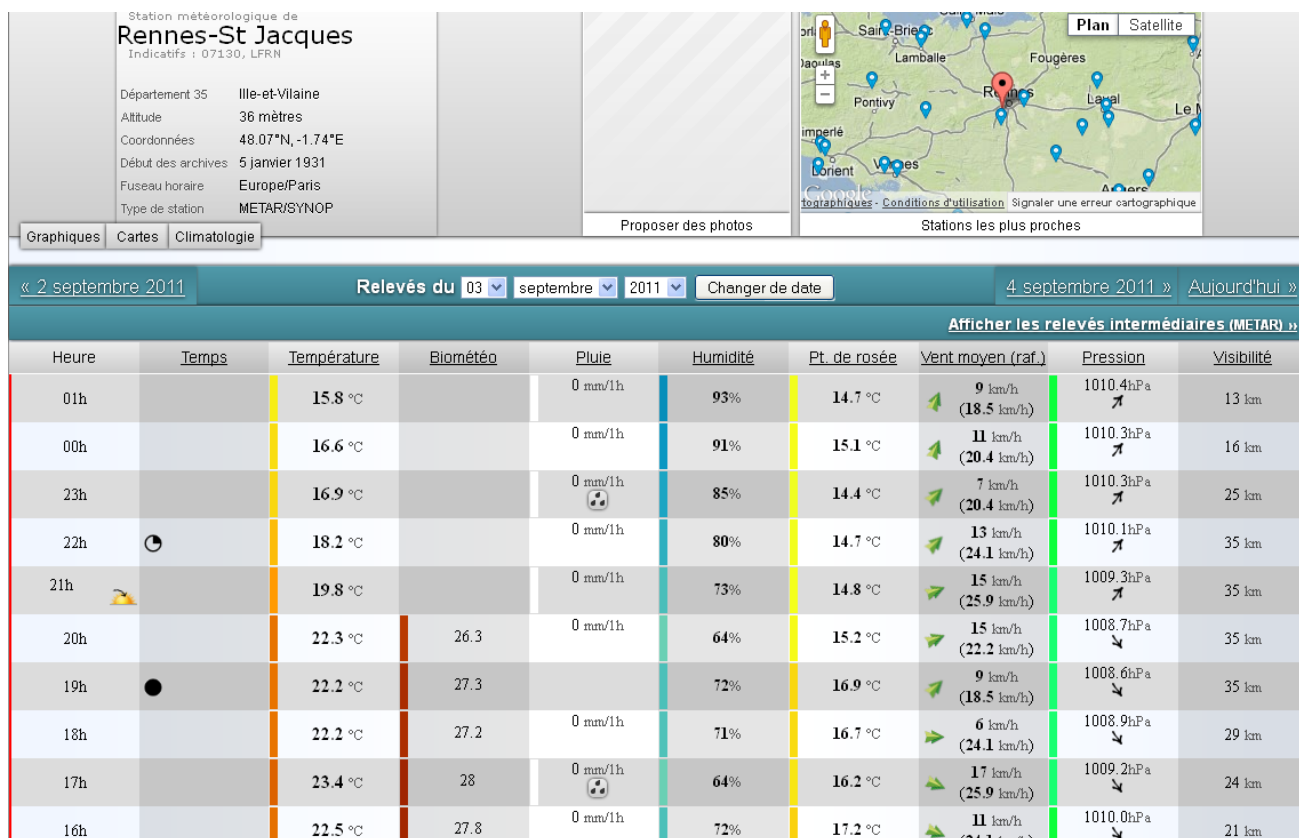 Station météorologique de
Rennes-St Jacques
Indicatifs : 07130, LFRN
Département 35 Ille-et-Vilaine
Altitude 36 mètres
Coordonnées 48.07°N, -1.74°E
Début des archives 5 janvier 1931
Fuseau horaire Europe/Paris
Type de station METAR/SYNOP
Graphiques Cartes Climatologie
Proposer des photos
Plan Satellite
Lamballe
Fougères
Pontivy
Rennes
Laval
imperlé
Lorient
Google
tographiques - Conditions d'utilisation Signaler une erreur cartographique
Stations les plus proches
« 2 septembre 2011 Relevés du 03 septembre 2011 Changer de date 4 septembre 2011 » Aujourd'hui »
Afficher les relevés intermédiaires (METAR) »
Heure Temps Température Biométéo Pluie Humidité Pt. de rosée Vent moyen (raf.) Pression Visibilité
01h 15.8 °C 0 mm/1h 93% 14.7 °C 9 km/h (18.5 km/h) 1010.4hPa 13 km
00h 16.6 °C 0 mm/1h 91% 15.1 °C 11 km/h (20.4 km/h) 1010.3hPa 16 km
23h 16.9 °C 0 mm/1h 85% 14.4 °C 7 km/h (20.4 km/h) 1010.3hPa 25 km
22h 18.2 °C 0 mm/1h 80% 14.7 °C 13 km/h (24.1 km/h) 1010.1hPa 35 km
21h 19.8 °C 0 mm/1h 73% 14.8 °C 15 km/h (25.9 km/h) 1009.3hPa 35 km
20h 22.3 °C 26.3 0 mm/1h 64% 15.2 °C 15 km/h (22.2 km/h) 1008.7hPa 35 km
19h 22.2 °C 27.3 72% 16.9 °C 9 km/h (18.5 km/h) 1008.6hPa 35 km
18h 22.2 °C 27.2 0 mm/1h 71% 16.7 °C 6 km/h (24.1 km/h) 1008.9hPa 29 km
17h 23.4 °C 28 0 mm/1h 64% 16.2 °C 17 km/h (25.9 km/h) 1009.2hPa 24 km
16h 22.5 °C 27.8 0 mm/1h 72% 17.2 °C 11 km/h 1010.0hPa 21 km